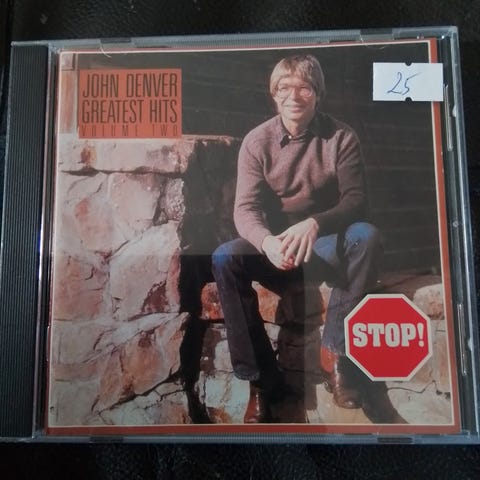 JOHN DENVER
GREATEST HITS
VOLUME TWO
25
STOP!